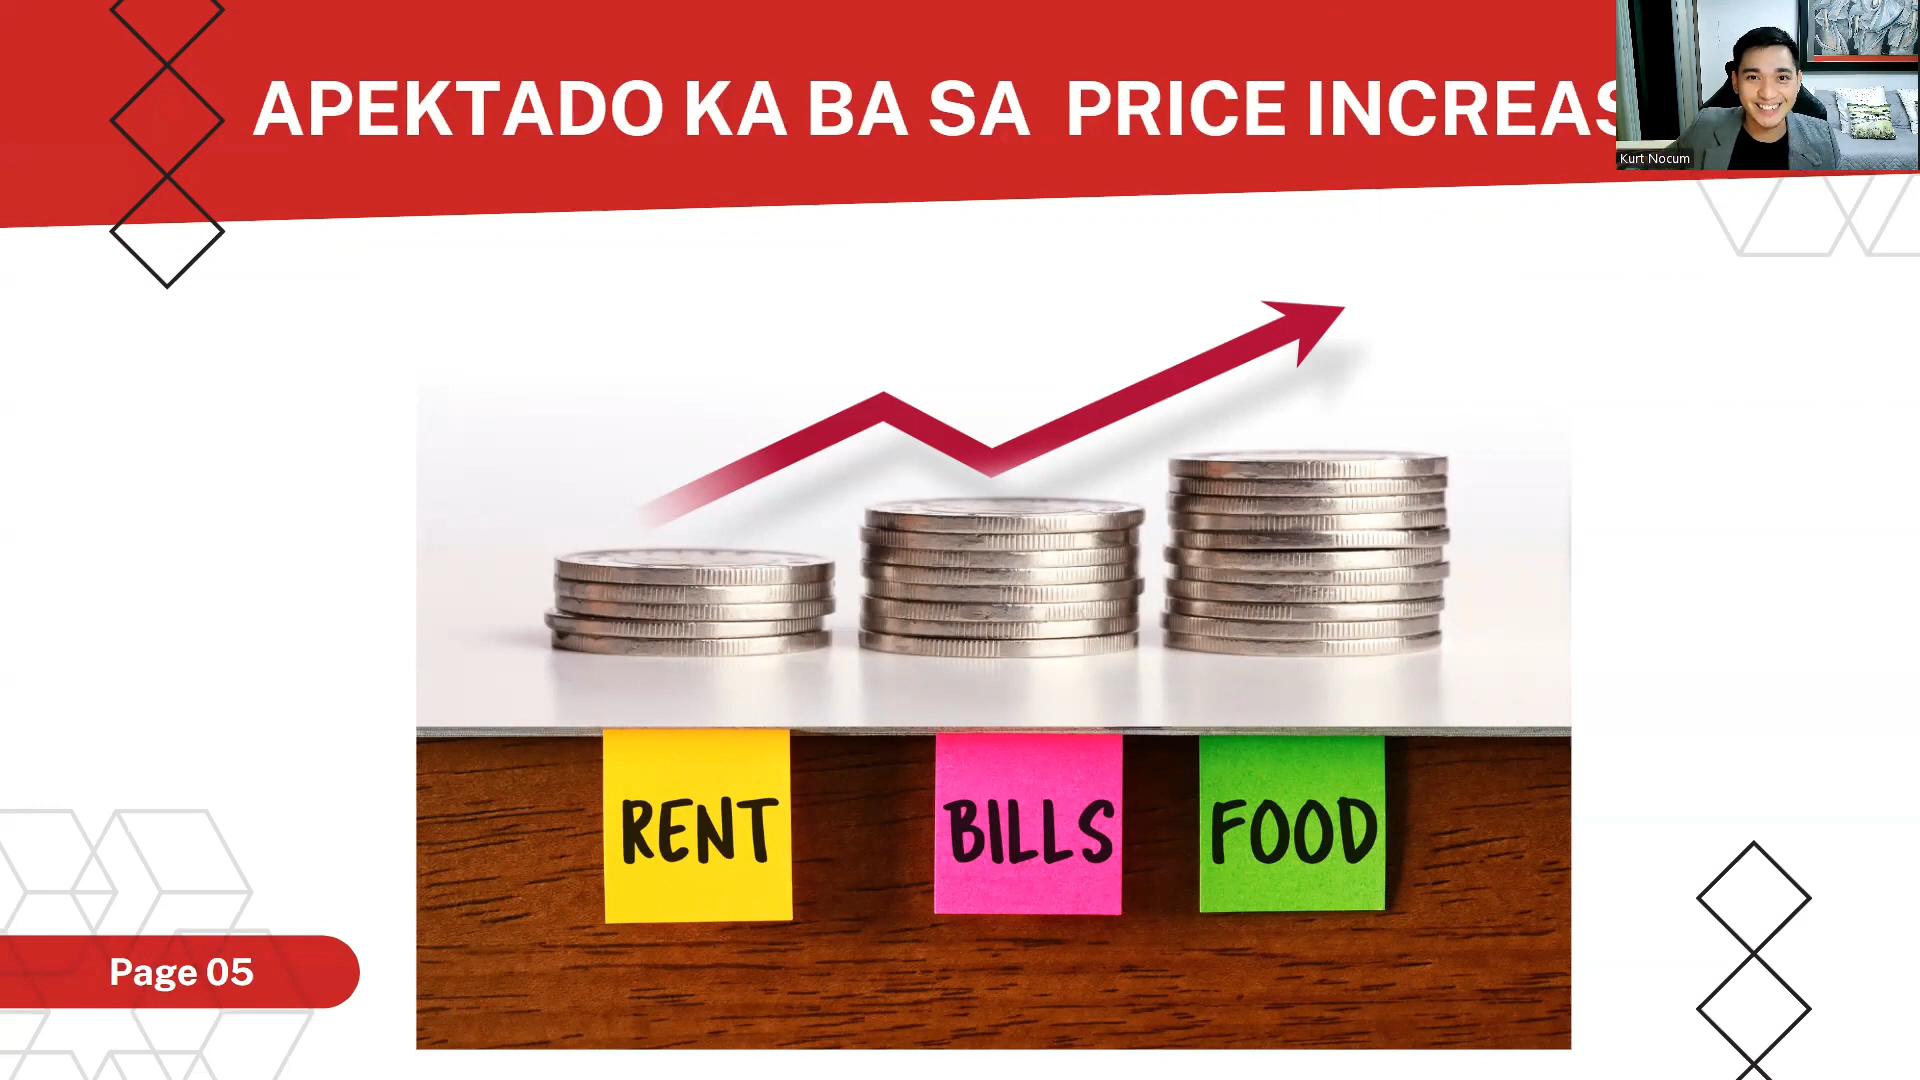 APEKTADO KA BA SA PRICE INCREAS
Kurt Nocum
RENT
BILLS
FOOD
Page 05